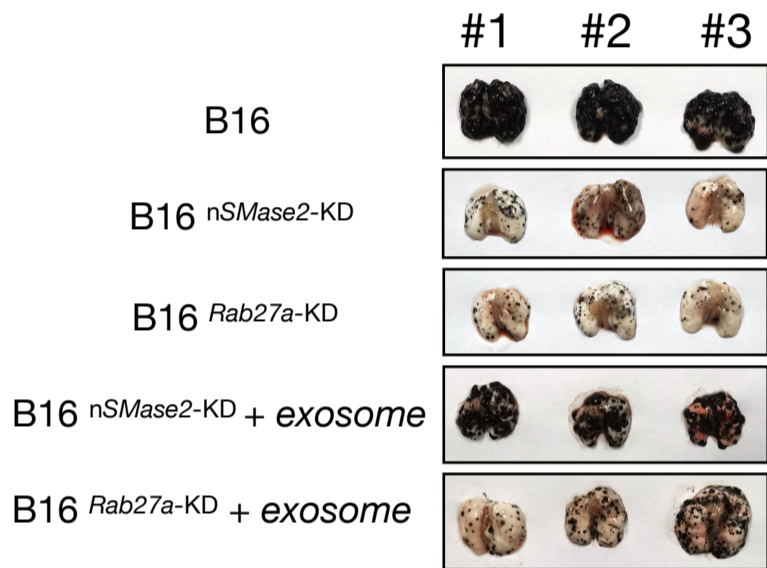 #1 #2 #3
B16
B16 nSMase2-KD
B16 Rab27a-KD
B16 nSMase2-KD + exosome
B16 Rab27a-KD + exosome